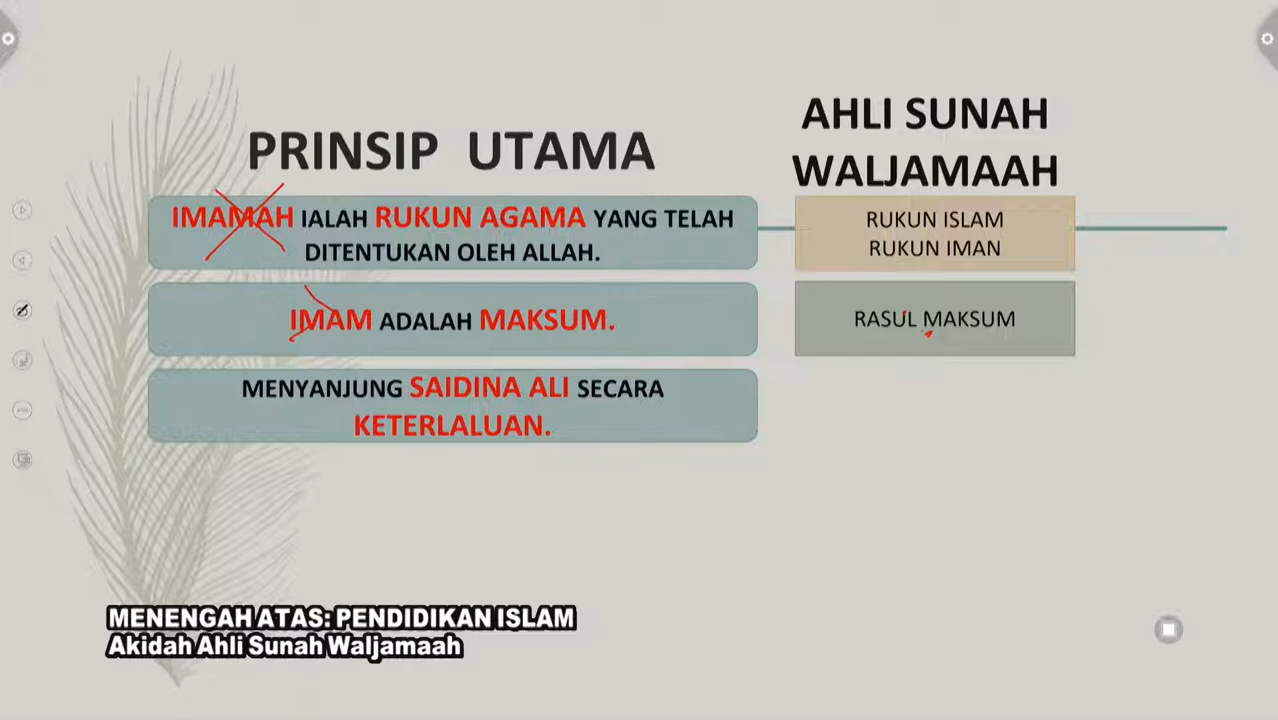 PRINSIP UTAMA
AHLI SUNAH
WALJAMAAH
IMAMAH IALAH RUKUN AGAMA YANG TELAH
DITENTUKAN OLEH ALLAH.
RUKUN ISLAM
RUKUN IMAN
IMAM ADALAH MAKSUM.
RASUL MAKSUM
MENYANJUNG SAIDINA ALI SECARA
KETERLALUAN.
MENENGAH ATAS: PENDIDIKAN ISLAM
Akidah Ahli Sunah Waljamaah